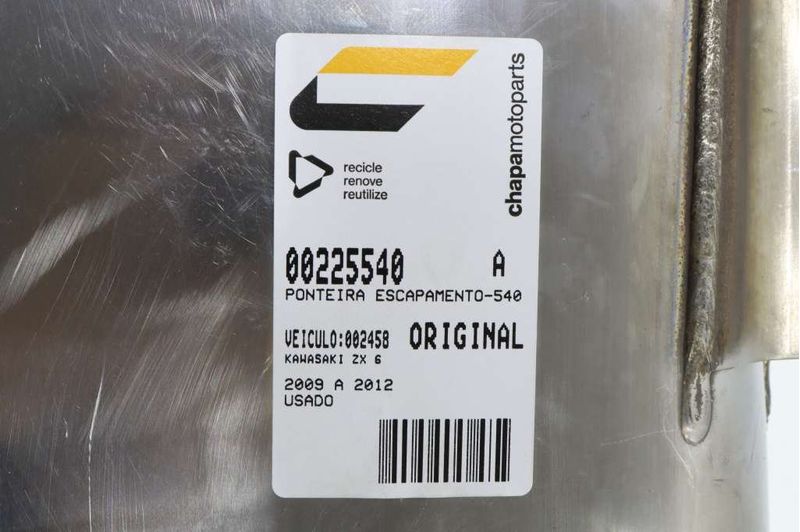 chapamotoparts
recicle
renove
reutilize
00225540 A
PONTEIRA ESCAPAMENTO-540
VEICULO:002458 ORIGINAL
KAWASAKI ZX 6
2009 A 2012
USADO